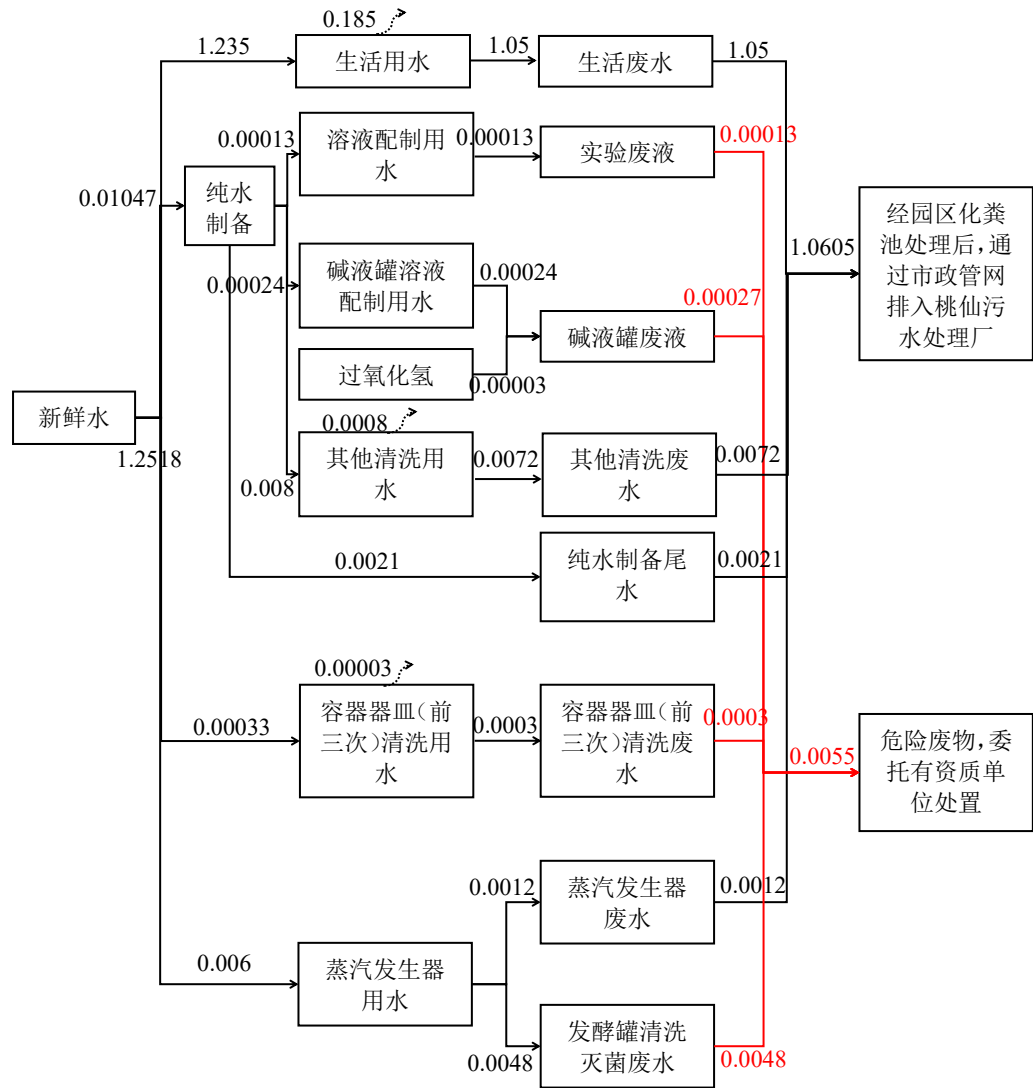 0.185
1.235
生活用水
1.05
生活废水
1.05
0.00013
溶液配制用
水
0.00013
实验废液
0.00013
0.01047
纯水
制备
经园区化粪
池处理后,通
过市政管网
排入桃仙污
水处理厂
1.0605
0.00024
碱液罐溶液
配制用水
0.00024
0.00027
碱液罐废液
过氧化氢
0.00003
新鲜水
1.2518
0.0008
其他清洗用
水
0.008
0.0072
其他清洗废
水
0.0072
0.0021
纯水制备尾
水
0.0021
0.00003
0.00033
容器器皿(前
三次)清洗用
水
0.0003
容器器皿(前
三次)清洗废
水
0.0003
0.0055
危险废物,委
托有资质单
位处置
0.0012
蒸汽发生器
废水
0.0012
0.006
蒸汽发生器
用水
0.0048
发酵罐清洗
灭菌废水
0.0048